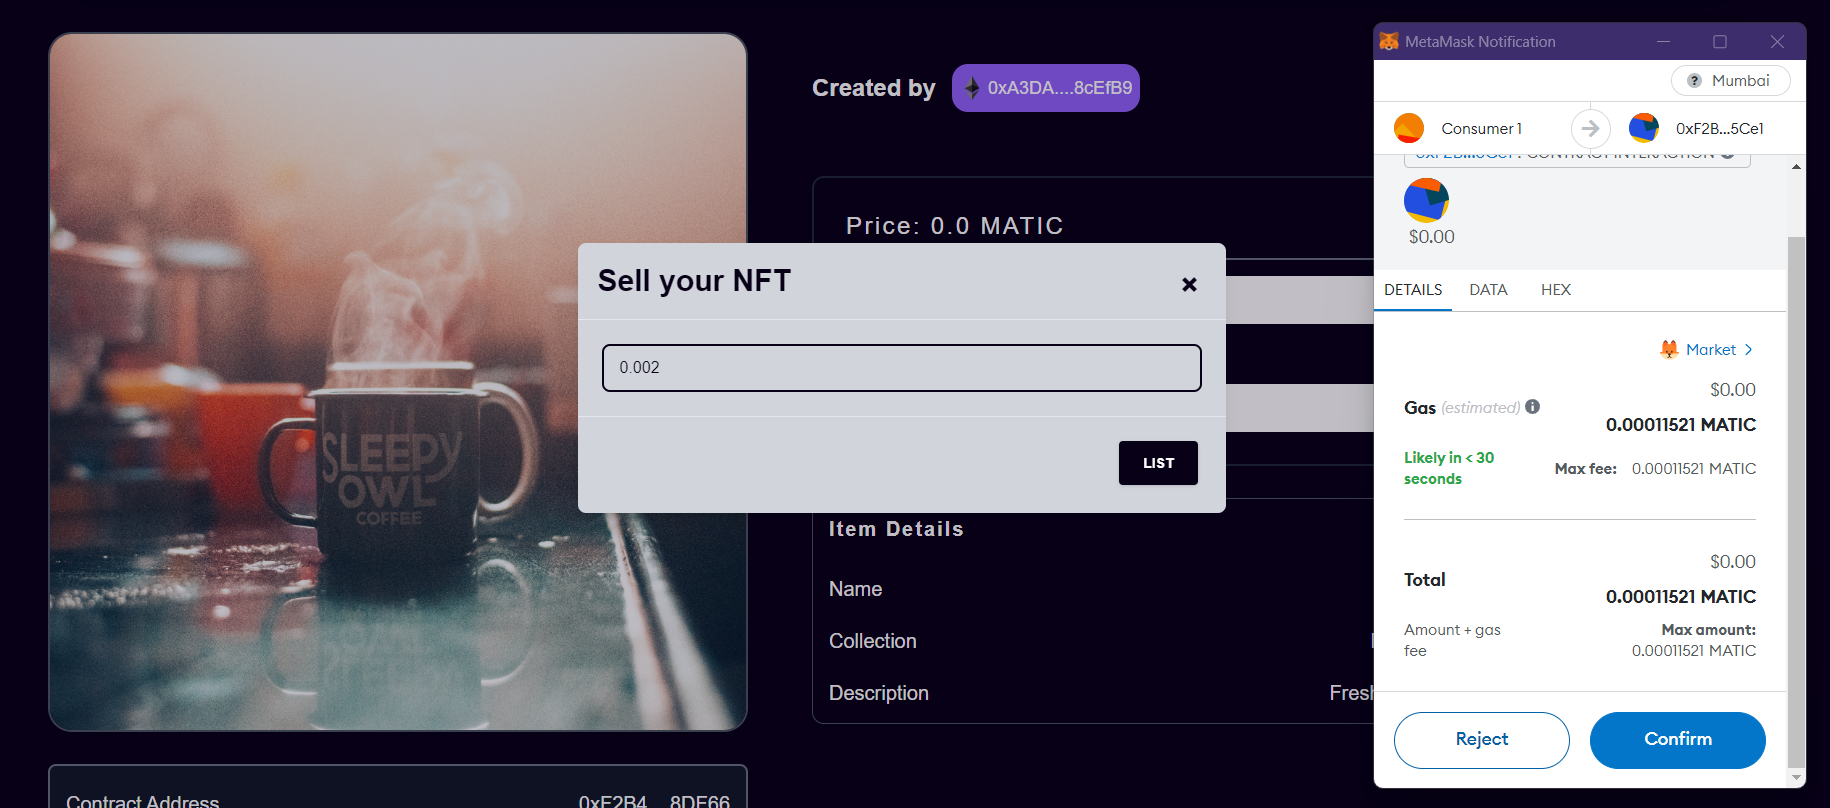 Created by
0xA3DA....8cEfB9
Price: 0.0 MATIC
Sell your NFT
0.002
LIST
Item Details
Name
Collection
Description
Fresh
Contract Address
0xF2B4....8DF66
SLEEPY
OWL
COFFEE
MetaMask Notification
Mumbai
Consumer 1
0xF2B...5Ce1
0xF2B...5Ce1 : CONTRACT INTERACTION
$0.00
DETAILS
DATA
HEX
Market
$0.00
Gas (estimated)
0.00011521 MATIC
Likely in < 30
seconds
Max fee: 0.00011521 MATIC
$0.00
Total
0.00011521 MATIC
Amount + gas
fee
Max amount:
0.00011521 MATIC
Reject
Confirm